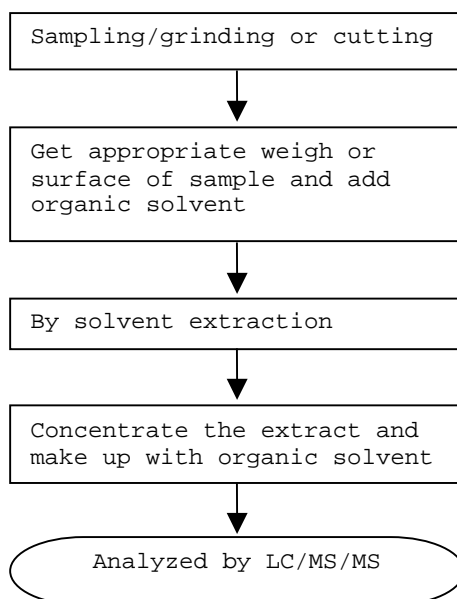 Sampling/grinding or cutting
Get appropriate weigh or
surface of sample and add
organic solvent
By solvent extraction
Concentrate the extract and
make up with organic solvent
Analyzed by LC/MS/MS